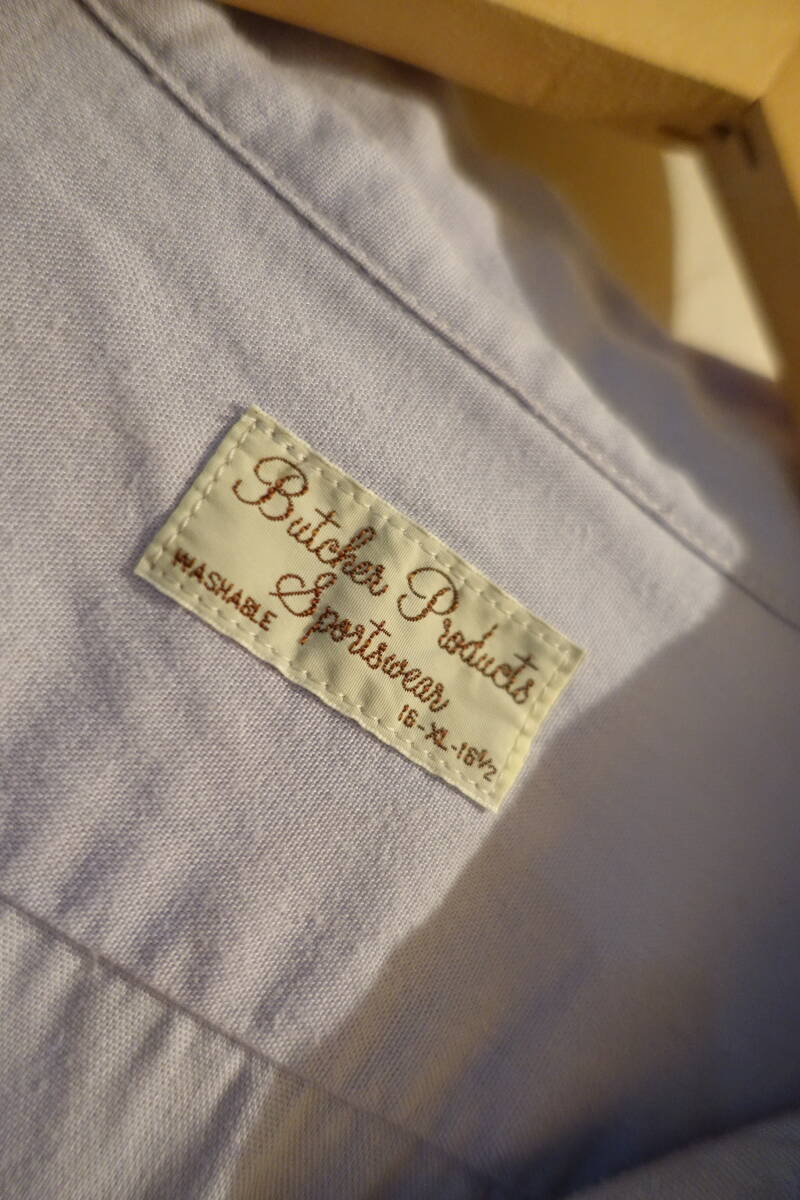 Butcher Products
Sportswear
WASHABLE
16-XL-16½